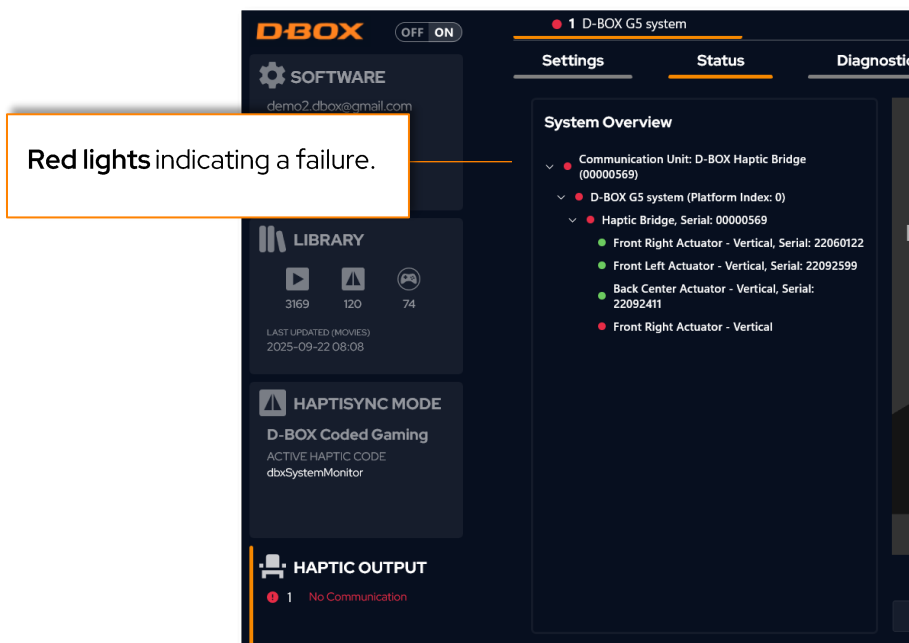 D-BOX
OFF ON
1 D-BOX G5 system
Settings
Status
Diagnostic
SOFTWARE
demo2.dbox@gmail.com
Red lights indicating a failure.
System Overview
Communication Unit: D-BOX Haptic Bridge
(00000569)
D-BOX G5 system (Platform Index: 0)
Haptic Bridge, Serial: 00000569
Front Right Actuator - Vertical, Serial: 22060122
Front Left Actuator - Vertical, Serial: 22092599
Back Center Actuator - Vertical, Serial:
22092411
Front Right Actuator - Vertical
LIBRARY
3169
120
74
LAST UPDATED (MOVIES)
2025-09-22 08:08
HAPTISYNC MODE
D-BOX Coded Gaming
ACTIVE HAPTIC CODE
dbxSystemMonitor
HAPTIC OUTPUT
1 No Communication